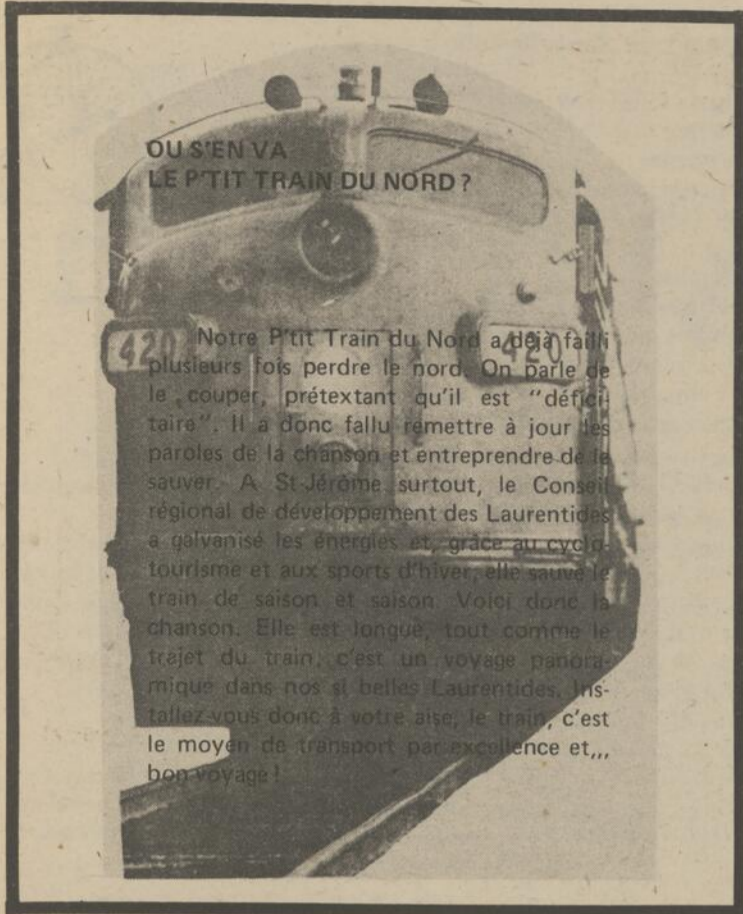 OU S'EN VA
LE P'TIT TRAIN DU NORD ?
420
420
Notre P'tit Train du Nord a déjà failli
plusieurs fois perdre le nord. On parle de
le couper, prétextant qu'il est "défici-
taire". Il a donc fallu remettre à jour les
paroles de la chanson et entreprendre de le
sauver. A St-Jérôme surtout, le Conseil
régional de développement des Laurentides
a galvanisé les énergies et, grâce au cyclo-
tourisme et aux sports d'hiver, elle sauve le
train de saison et saison. Voici donc la
chanson. Elle est longue, tout comme le
trajet du train; c'est un voyage panora-
mique dans nos si belles Laurentides. Ins-
tallez-vous donc à votre aise, le train, c'est
le moyen de transport par excellence et,,,
bon voyage !